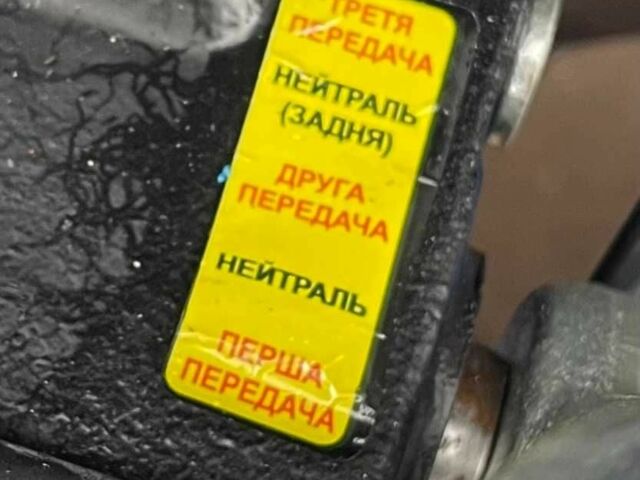 ТРЕТЯ
ПЕРЕДАЧА
НЕЙТРАЛЬ
(ЗАДНЯ)
ДРУГА
ПЕРЕДАЧА
НЕЙТРАЛЬ
ПЕРША
ПЕРЕДАЧА